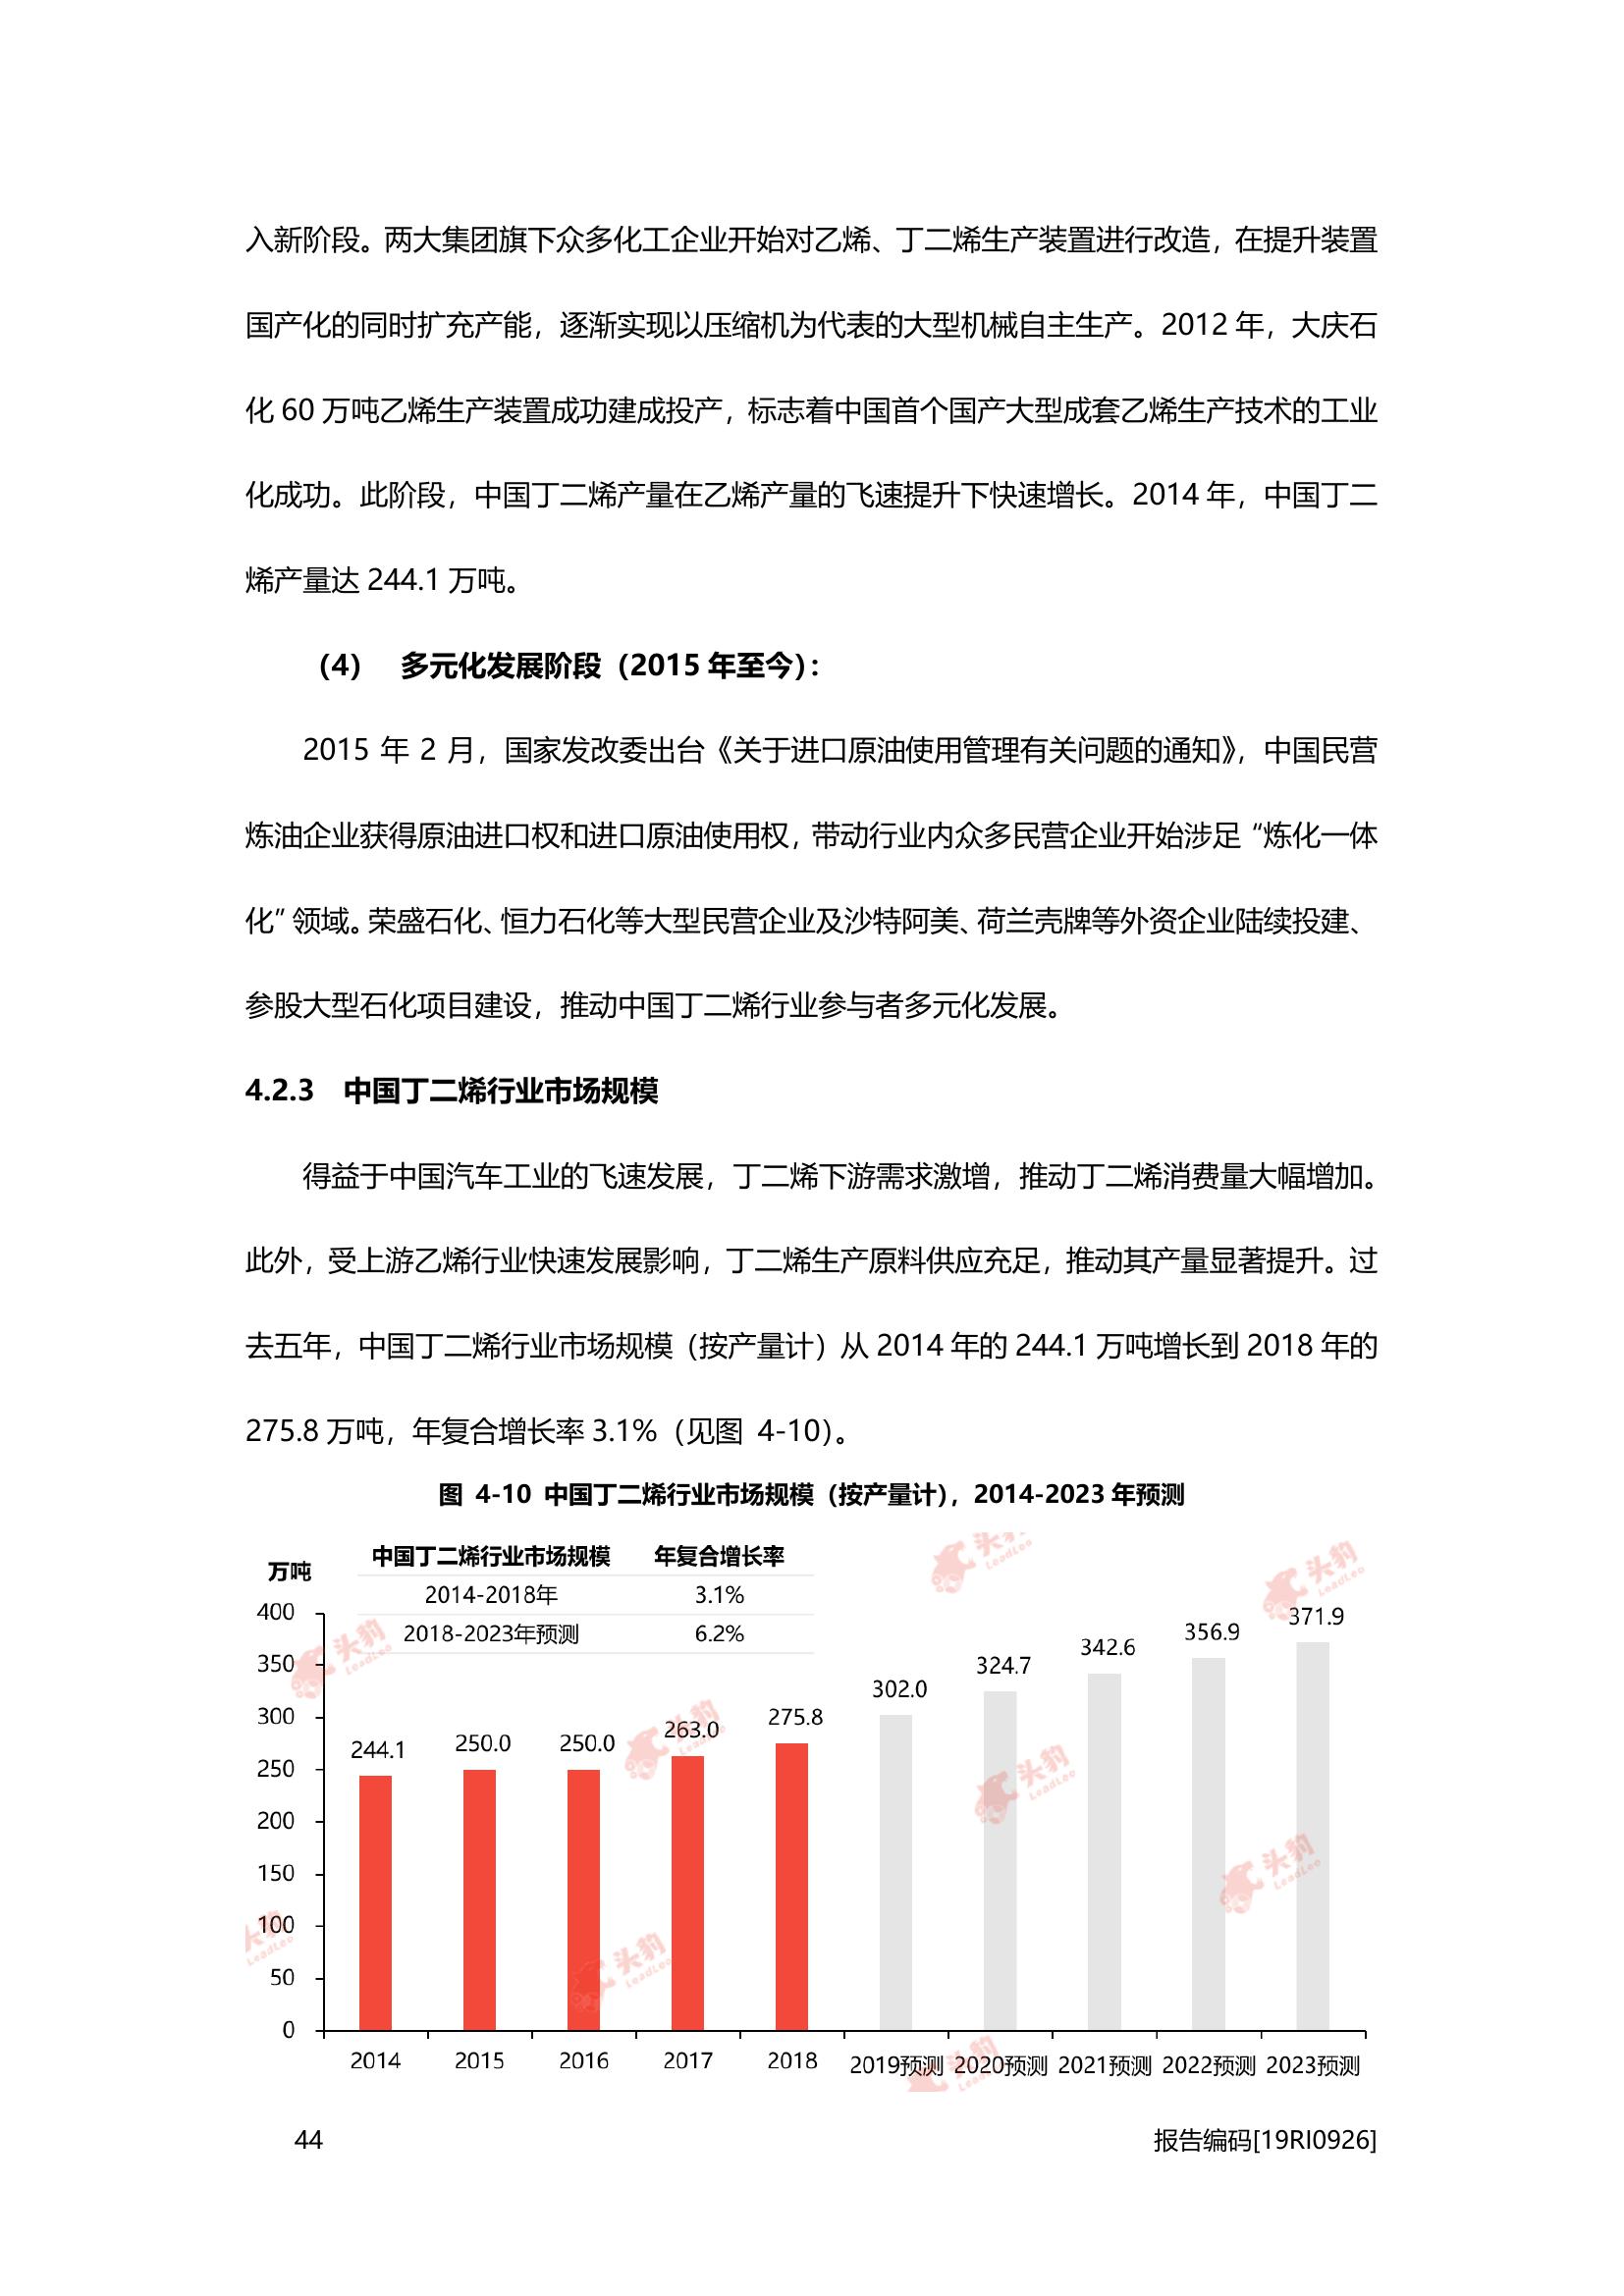 入新阶段。两大集团旗下众多化工企业开始对乙烯、丁二烯生产装置进行改造，在提升装置
国产化的同时扩充产能，逐渐实现以压缩机为代表的大型机械自主生产。2012 年，大庆石
化 60 万吨乙烯生产装置成功建成投产，标志着中国首个国产大型成套乙烯生产技术的工业
化成功。此阶段，中国丁二烯产量在乙烯产量的飞速提升下快速增长。2014 年，中国丁二
烯产量达 244.1 万吨。
（4） 多元化发展阶段（2015 年至今）：
2015 年 2 月，国家发改委出台《关于进口原油使用管理有关问题的通知》，中国民营
炼油企业获得原油进口权和进口原油使用权，带动行业内众多民营企业开始涉足“炼化一体
化”领域。荣盛石化、恒力石化等大型民营企业及沙特阿美、荷兰壳牌等外资企业陆续投建、
参股大型石化项目建设，推动中国丁二烯行业参与者多元化发展。
4.2.3 中国丁二烯行业市场规模
得益于中国汽车工业的飞速发展，丁二烯下游需求激增，推动丁二烯消费量大幅增加。
此外，受上游乙烯行业快速发展影响，丁二烯生产原料供应充足，推动其产量显著提升。过
去五年，中国丁二烯行业市场规模（按产量计）从 2014 年的 244.1 万吨增长到 2018 年的
275.8 万吨，年复合增长率 3.1%（见图 4-10）。
图 4-10 中国丁二烯行业市场规模（按产量计），2014-2023 年预测
万吨
中国丁二烯行业市场规模 年复合增长率
2014-2018年 3.1%
2018-2023年预测 6.2%
400
350
300
250
200
150
100
50
0
244.1
250.0
250.0
263.0
275.8
302.0
324.7
342.6
356.9
371.9
2014 2015 2016 2017 2018 2019预测 2020预测 2021预测 2022预测 2023预测
头豹
LeadLeo
头豹
LeadLeo
头豹
LeadLeo
头豹
LeadLeo
头豹
LeadLeo
头豹
LeadLeo
头豹
LeadLeo
头豹
LeadLeo
头豹
LeadLeo
44
报告编码[19RI0926]